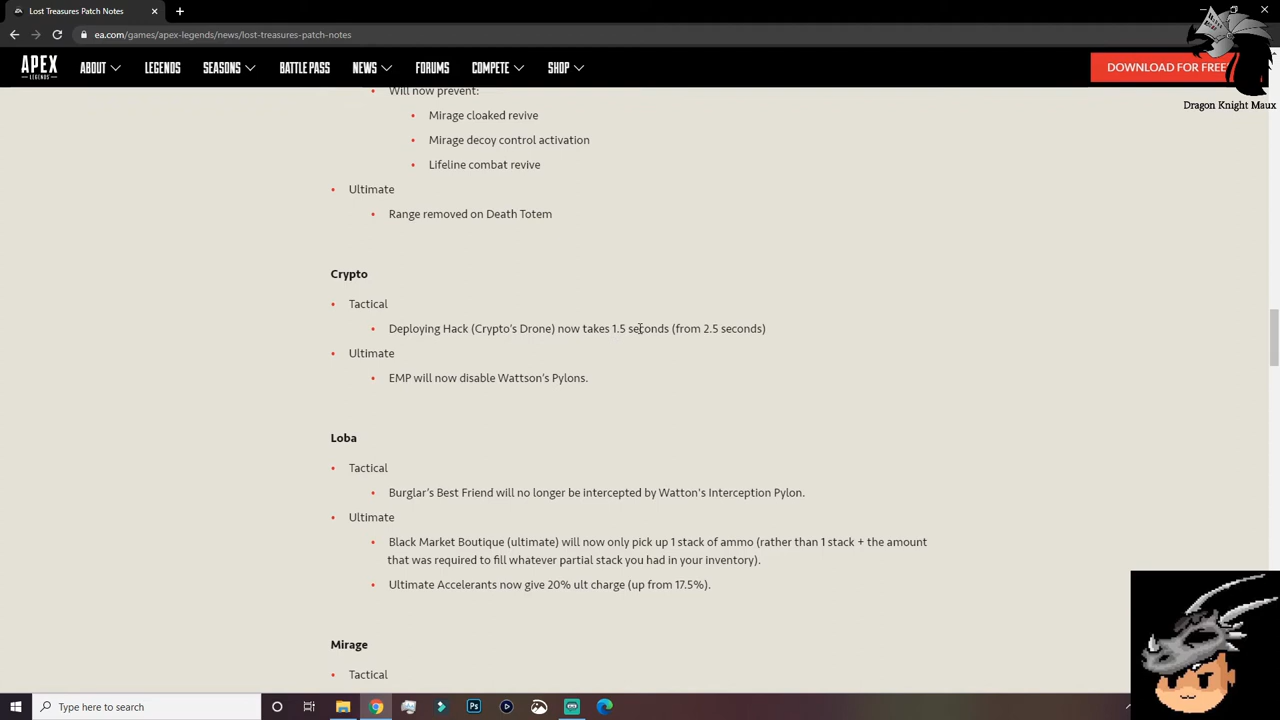 Lost Treasures Patch Notes
ea.com/games/apex-legends/news/lost-treasures-patch-notes
APEX
LEGENDS
ABOUT
LEGENDS
SEASONS
BATTLE PASS
NEWS
FORUMS
COMPETE
SHOP
DOWNLOAD FOR FREE
Dragon Knight Maux
Will now prevent:
Mirage cloaked revive
Mirage decoy control activation
Lifeline combat revive
Ultimate
Range removed on Death Totem
Crypto
Tactical
Deploying Hack (Crypto's Drone) now takes 1.5 seconds (from 2.5 seconds)
Ultimate
EMP will now disable Wattson's Pylons.
Loba
Tactical
Burglar's Best Friend will no longer be intercepted by Watton's Interception Pylon.
Ultimate
Black Market Boutique (ultimate) will now only pick up 1 stack of ammo (rather than 1 stack + the amount
that was required to fill whatever partial stack you had in your inventory).
Ultimate Accelerants now give 20% ult charge (up from 17.5%).
Mirage
Tactical
Type here to search
Ps